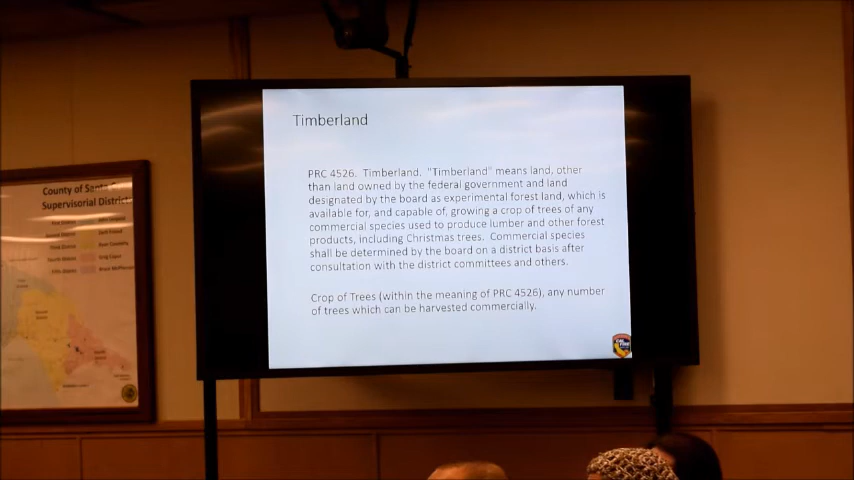 Timberland
PRC 4526. Timberland. "Timberland" means land, other
than land owned by the federal government and land
designated by the board as experimental forest land, which is
available for, and capable of, growing a crop of trees of any
commercial species used to produce lumber and other forest
products, including Christmas trees. Commercial species
shall be determined by the board on a district basis after
consultation with the district committees and others.
Crop of Trees (within the meaning of PRC 4526), any number
of trees which can be harvested commercially.
County of Santa
Supervisorial District